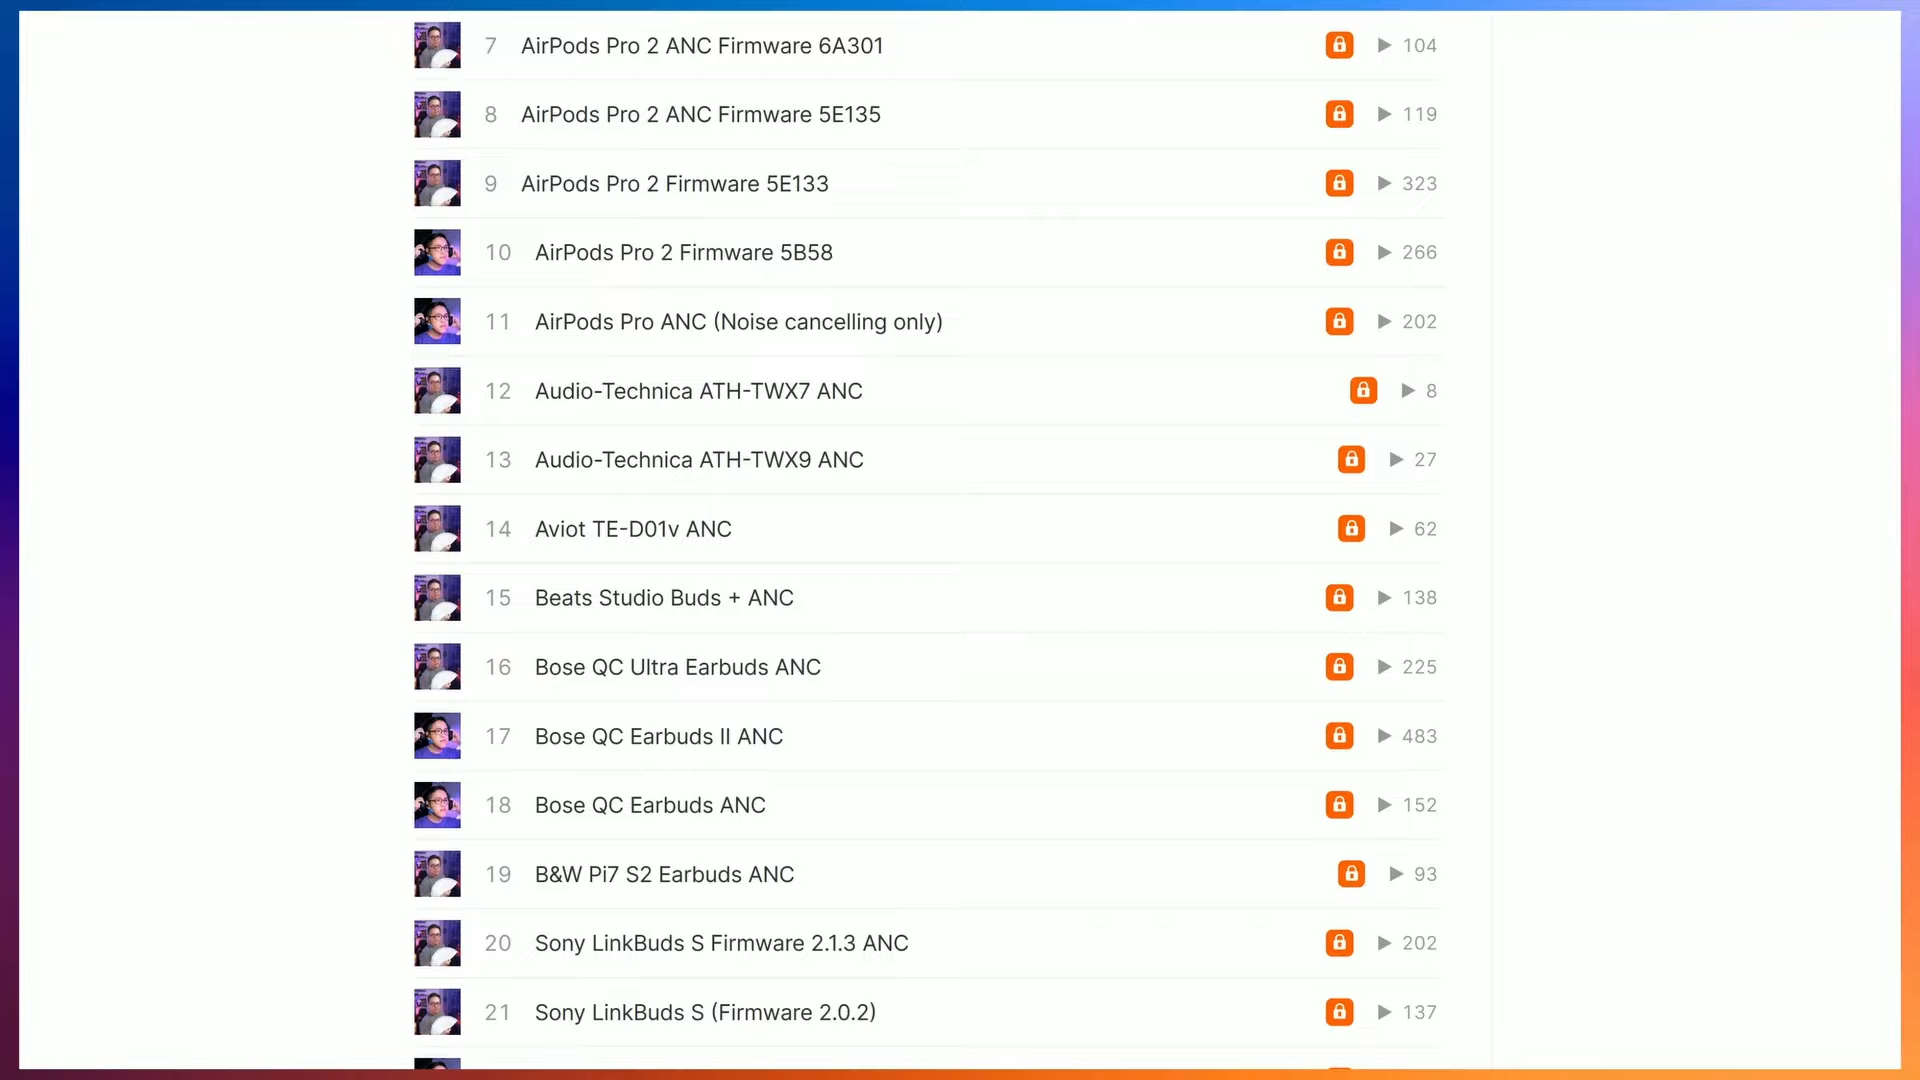 7 AirPods Pro 2 ANC Firmware 6A301 104
8 AirPods Pro 2 ANC Firmware 5E135 119
9 AirPods Pro 2 Firmware 5E133 323
10 AirPods Pro 2 Firmware 5B58 266
11 AirPods Pro ANC (Noise cancelling only) 202
12 Audio-Technica ATH-TWX7 ANC 8
13 Audio-Technica ATH-TWX9 ANC 27
14 Aviot TE-D01v ANC 62
15 Beats Studio Buds + ANC 138
16 Bose QC Ultra Earbuds ANC 225
17 Bose QC Earbuds II ANC 483
18 Bose QC Earbuds ANC 152
19 B&W Pi7 S2 Earbuds ANC 93
20 Sony LinkBuds S Firmware 2.1.3 ANC 202
21 Sony LinkBuds S (Firmware 2.0.2) 137